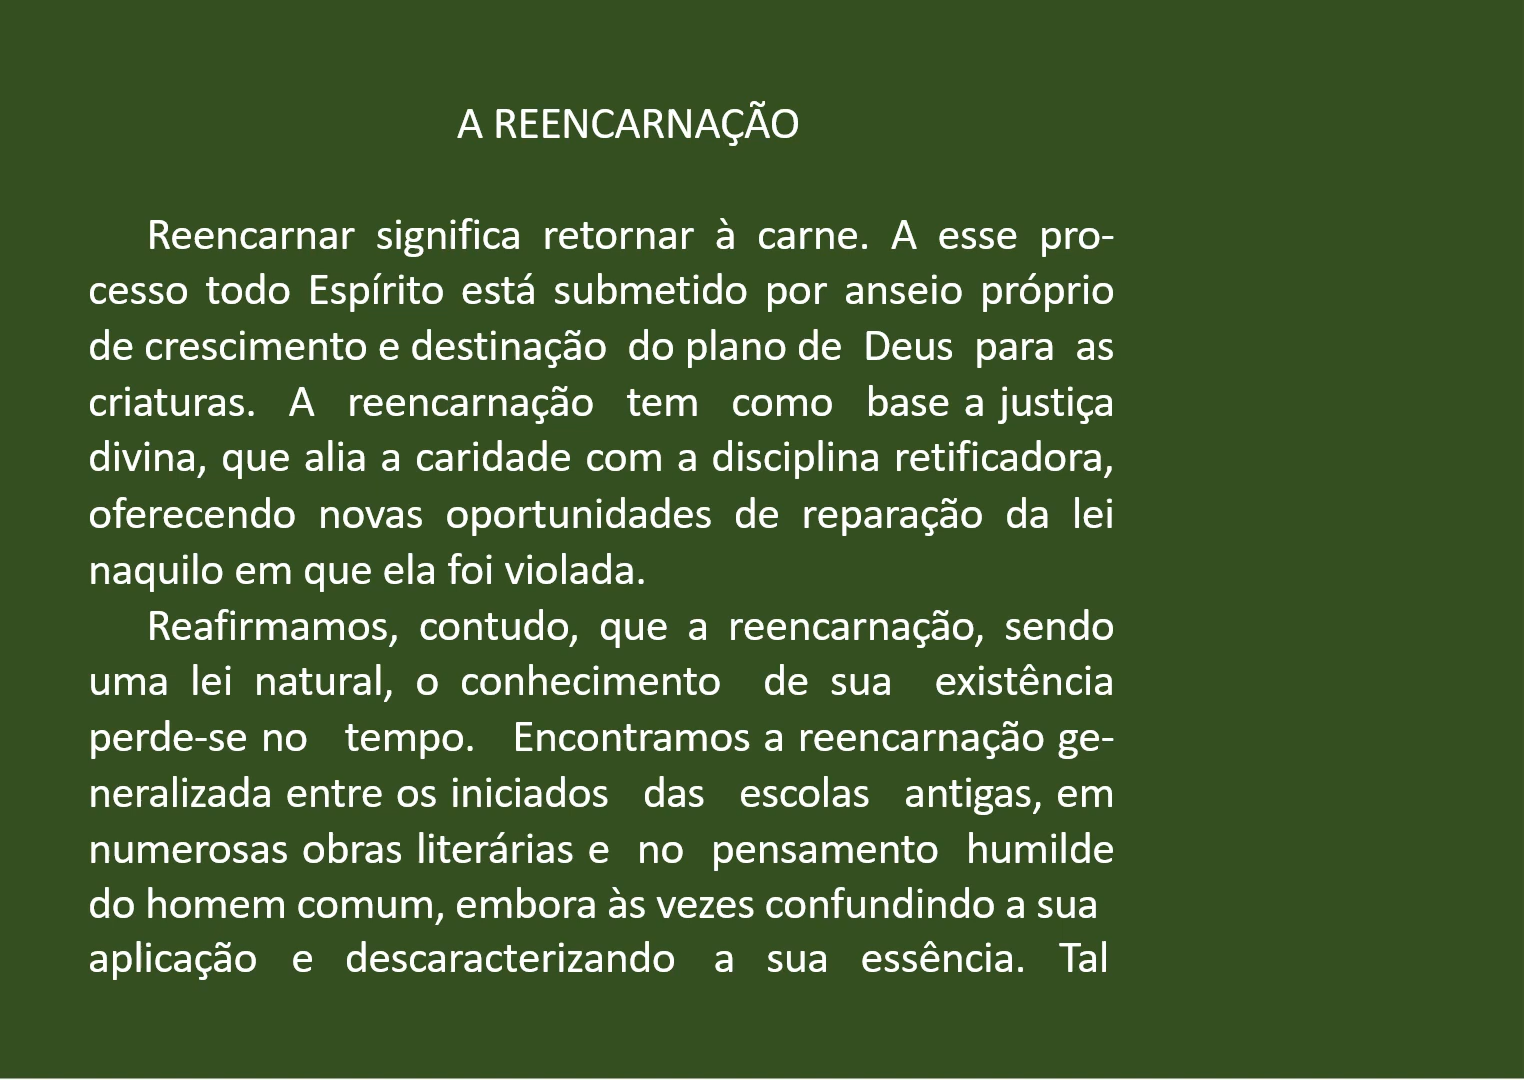 A REENCARNAÇÃO
Reencarnar significa retornar à carne. A esse pro-
cesso todo Espírito está submetido por anseio próprio
de crescimento e destinação do plano de Deus para as
criaturas. A reencarnação tem como base a justiça
divina, que alia a caridade com a disciplina retificadora,
oferecendo novas oportunidades de reparação da lei
naquilo em que ela foi violada.
Reafirmamos, contudo, que a reencarnação, sendo
uma lei natural, o conhecimento de sua existência
perde-se no tempo. Encontramos a reencarnação ge-
neralizada entre os iniciados das escolas antigas, em
numerosas obras literárias e no pensamento humilde
do homem comum, embora às vezes confundindo a sua
aplicação e descaracterizando a sua essência. Tal